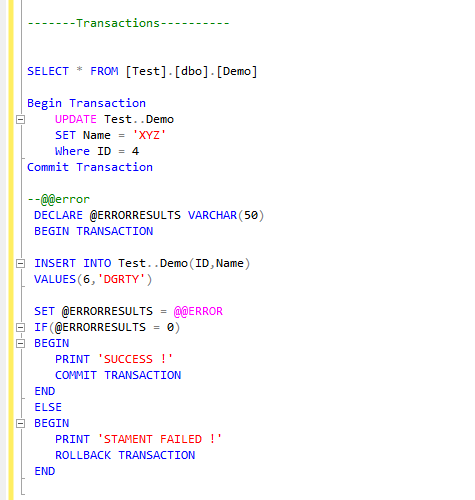 -------Transactions----------
SELECT * FROM [Test].[dbo].[Demo]
Begin Transaction
UPDATE Test..Demo
SET Name = 'XYZ'
Where ID = 4
Commit Transaction
--@@error
DECLARE @ERRORRESULTS VARCHAR(50)
BEGIN TRANSACTION
INSERT INTO Test..Demo(ID,Name)
VALUES(6,'DGRTY')
SET @ERRORRESULTS = @@ERROR
IF(@ERRORRESULTS = 0)
BEGIN
PRINT 'SUCCESS !'
COMMIT TRANSACTION
END
ELSE
BEGIN
PRINT 'STAMENT FAILED !'
ROLLBACK TRANSACTION
END